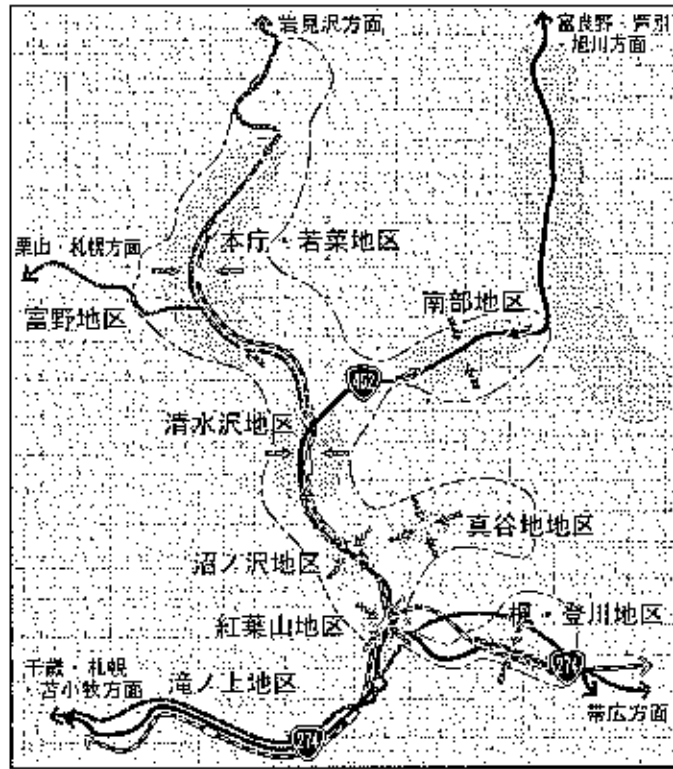 岩見沢方面
富良野・芦別
・旭川方面
本庁・若菜地区
栗山・札幌方面
南部地区
富野地区
452
清水沢地区
真谷地地区
沼ノ沢地区
紅葉山地区
楓・登川地区
千歳・札幌
・苫小牧方面
滝ノ上地区
274
帯広方面
274